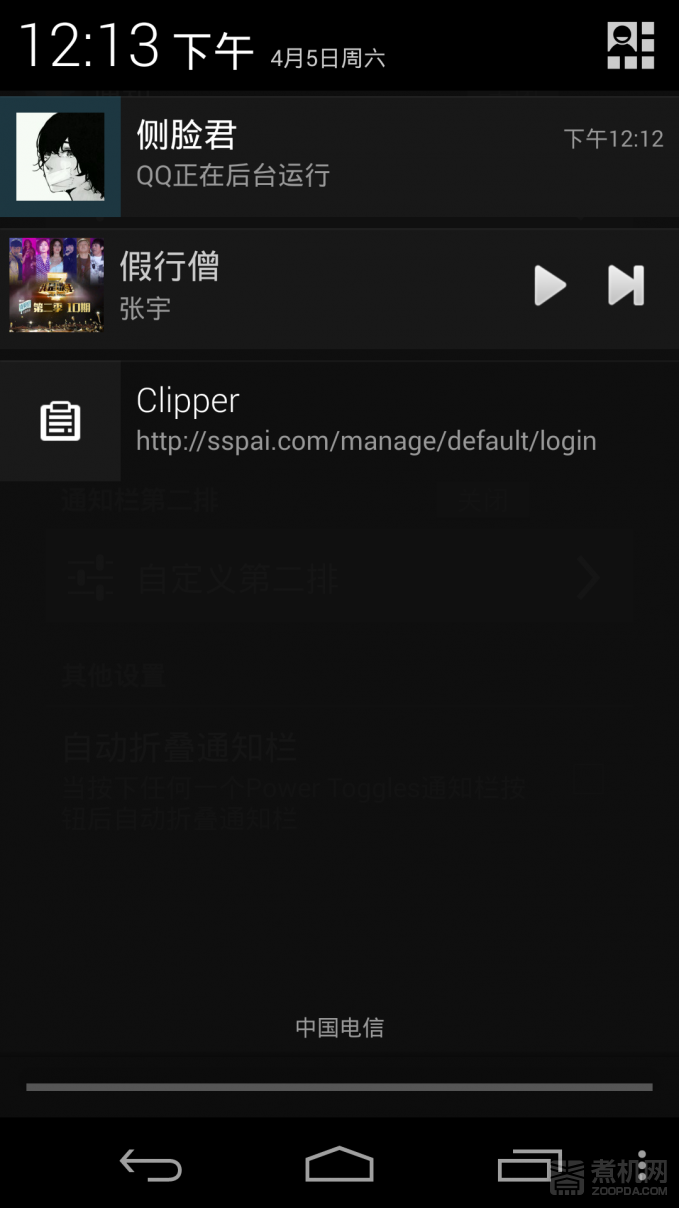 12:13 下午 4月5日周六
侧脸君
下午12:12
QQ正在后台运行
假行僧
张宇
第二季 10期
Clipper
http://sspai.com/manage/default/login
通知栏第二排
关闭
自定义第二排
其他设置
自动折叠通知栏
当按下任何一个Power Toggles通知栏按
钮后自动折叠通知栏
中国电信
煮机网
ZOOPDA.COM